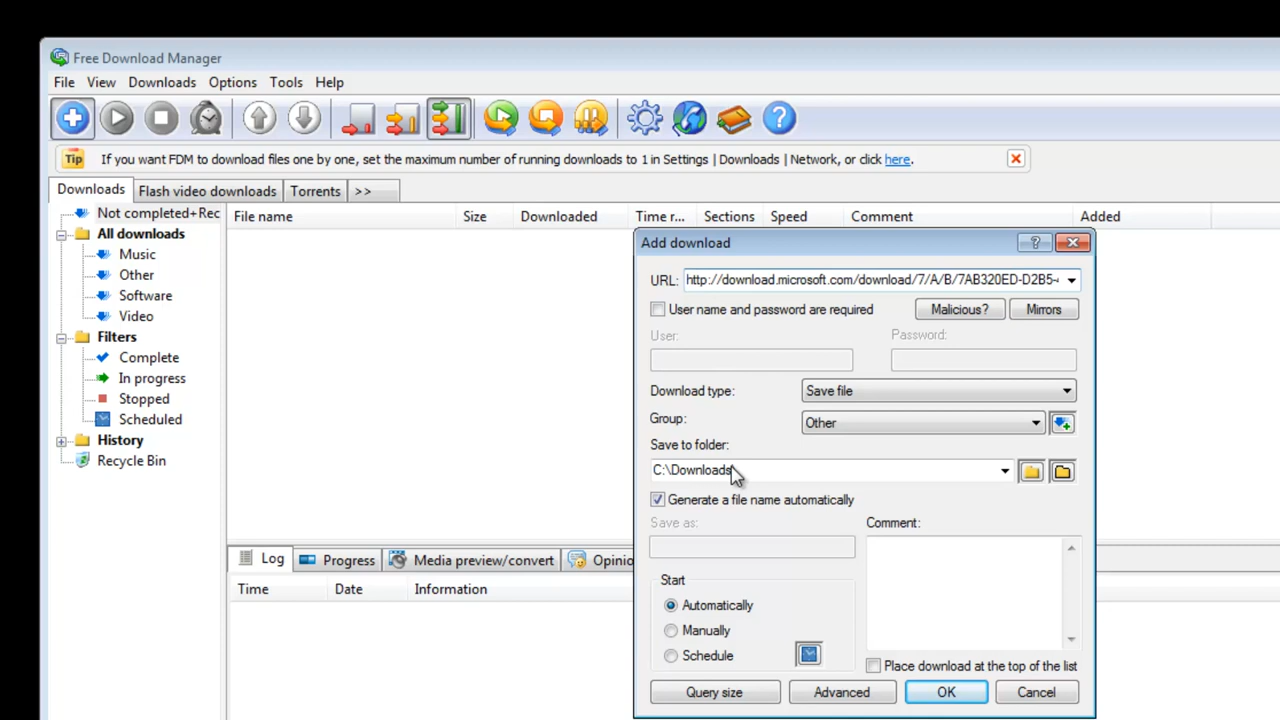 Free Download Manager
File View Downloads Options Tools Help
Tip If you want FDM to download files one by one, set the maximum number of running downloads to 1 in Settings | Downloads | Network, or click here.
Downloads Flash video downloads Torrents >>
Not completed+Rec
All downloads
Music
Other
Software
Video
Filters
Complete
In progress
Stopped
Scheduled
History
Recycle Bin
File name Size Downloaded Time r... Sections Speed Comment Added
Add download
URL: http://download.microsoft.com/download/7/A/B/7AB320ED-D2B5-
User name and password are required Malicious? Mirrors
User: Password:
Download type: Save file
Group: Other
Save to folder:
C:\Downloads
Generate a file name automatically
Save as: Comment:
Start
Automatically
Manually
Schedule
Place download at the top of the list
Query size Advanced OK Cancel
Log Progress Media preview/convert Opinio
Time Date Information